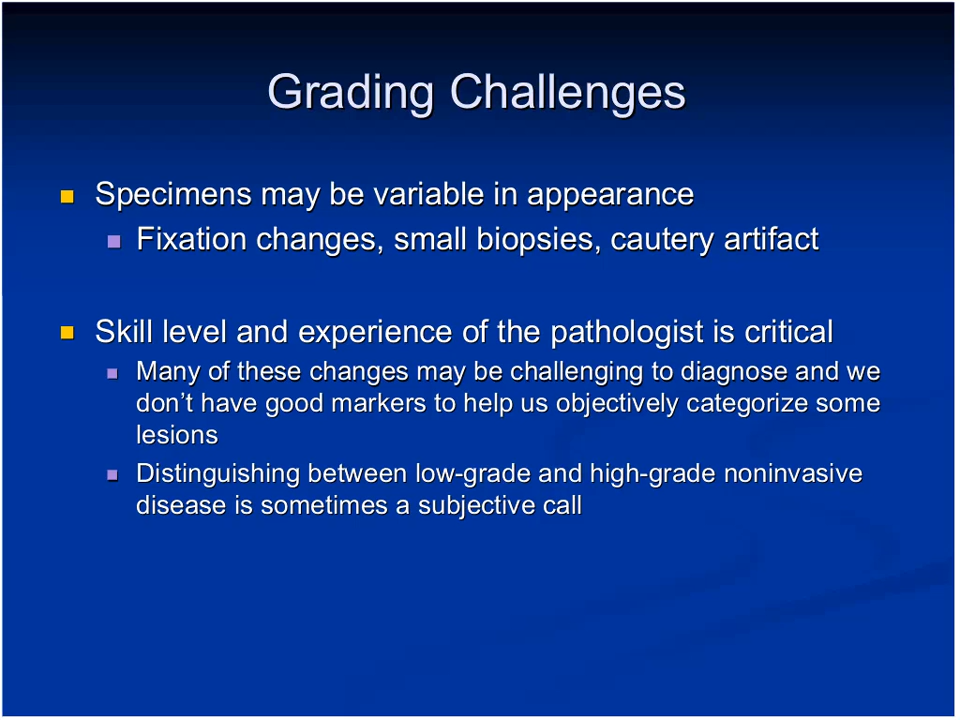 Grading Challenges
Specimens may be variable in appearance
Fixation changes, small biopsies, cautery artifact
Skill level and experience of the pathologist is critical
Many of these changes may be challenging to diagnose and we
don’t have good markers to help us objectively categorize some
lesions
Distinguishing between low-grade and high-grade noninvasive
disease is sometimes a subjective call